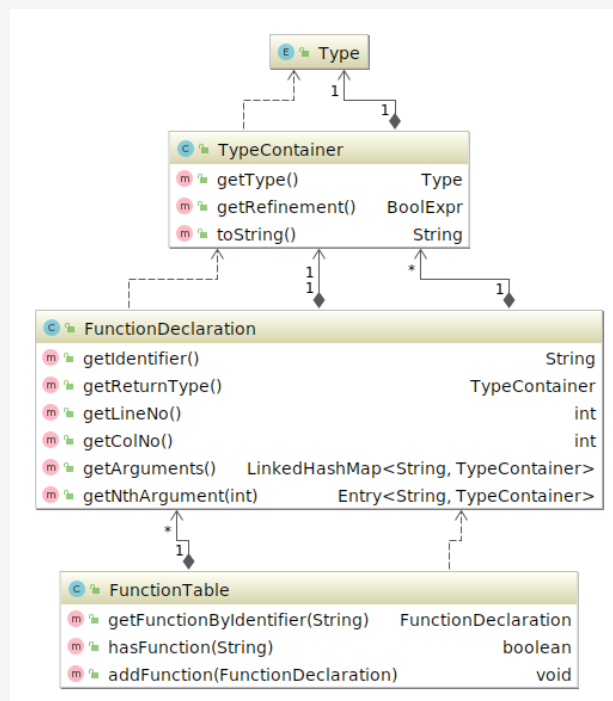 E Type
1
1
C TypeContainer
m getType() Type
m getRefinement() BoolExpr
m toString() String
1 *
1 1
C FunctionDeclaration
m getIdentifier() String
m getReturnType() TypeContainer
m getLineNo() int
m getColNo() int
m getArguments() LinkedHashMap<String, TypeContainer>
m getNthArgument(int) Entry<String, TypeContainer>
*
1
C FunctionTable
m getFunctionByIdentifier(String) FunctionDeclaration
m hasFunction(String) boolean
m addFunction(FunctionDeclaration) void